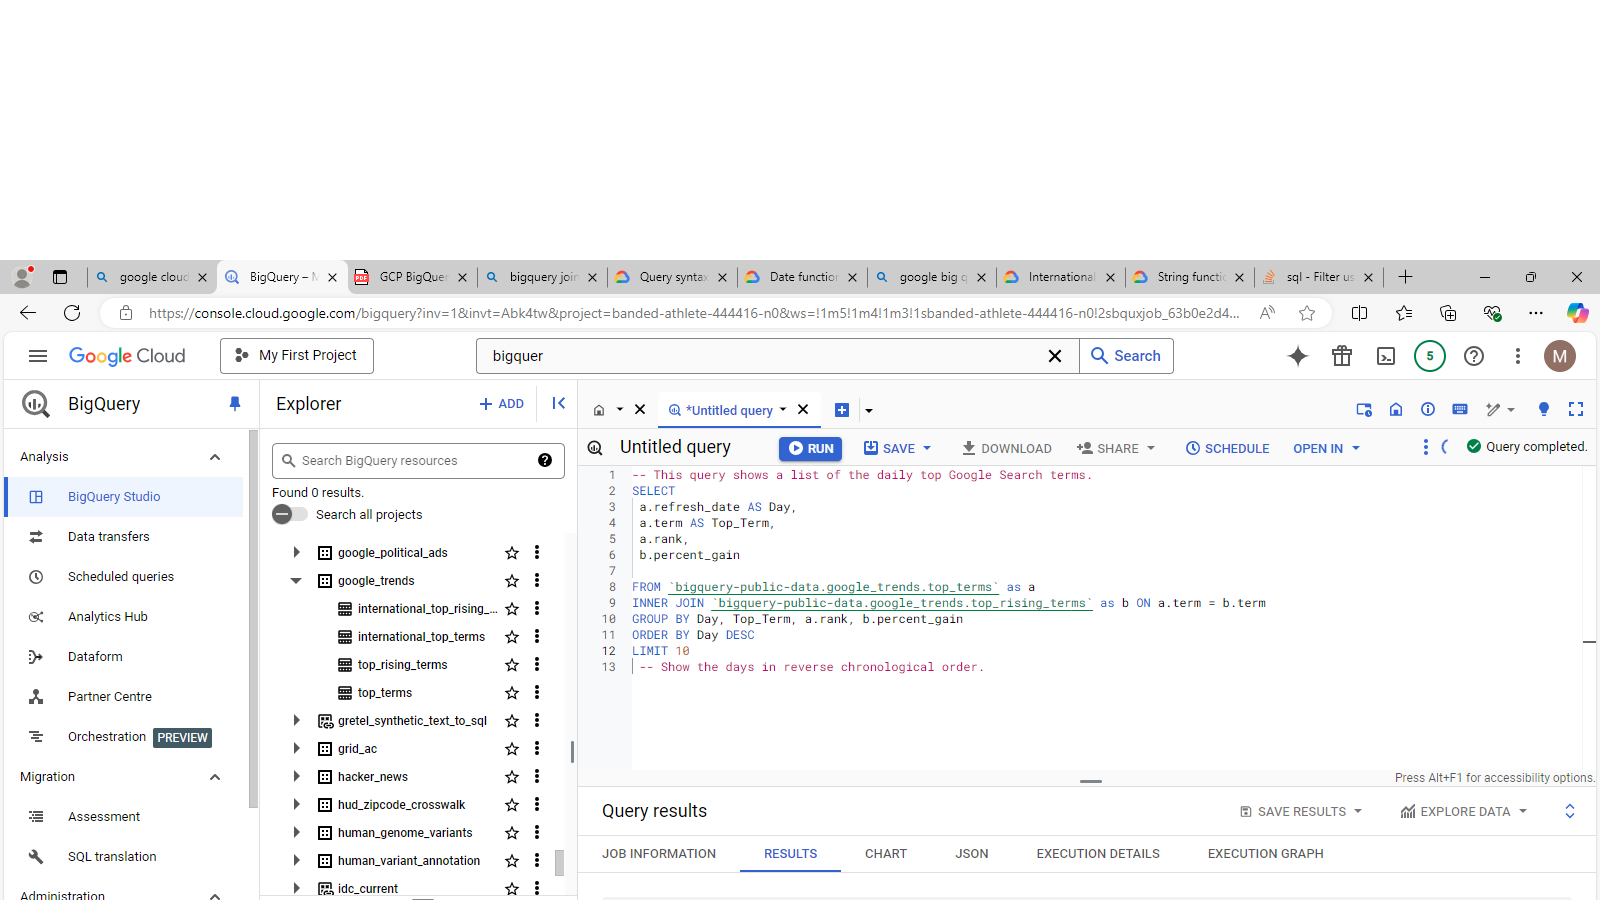 google cloud
BigQuery – M
GCP BigQuer
bigquery join
Query syntax
Date function
google big q
International
String functio
sql - Filter us
https://console.cloud.google.com/bigquery?inv=1&invt=Abk4tw&project=banded-athlete-444416-n0&ws=!1m5!1m4!1m3!1sbanded-athlete-444416-n0!2sbquxjob_63b0e2d4...
Google Cloud
My First Project
bigquer
Search
5
M
BigQuery
Explorer
ADD
*Untitled query
Untitled query
RUN
SAVE
DOWNLOAD
SHARE
SCHEDULE
OPEN IN
Query completed.
Analysis
BigQuery Studio
Data transfers
Scheduled queries
Analytics Hub
Dataform
Partner Centre
Orchestration PREVIEW
Migration
Assessment
SQL translation
Administration
Search BigQuery resources
Found 0 results.
Search all projects
google_political_ads
google_trends
international_top_rising_...
international_top_terms
top_rising_terms
top_terms
gretel_synthetic_text_to_sql
grid_ac
hacker_news
hud_zipcode_crosswalk
human_genome_variants
human_variant_annotation
idc_current
1 -- This query shows a list of the daily top Google Search terms.
2 SELECT
3 a.refresh_date AS Day,
4 a.term AS Top_Term,
5 a.rank,
6 b.percent_gain
7
8 FROM `bigquery-public-data.google_trends.top_terms` as a
9 INNER JOIN `bigquery-public-data.google_trends.top_rising_terms` as b ON a.term = b.term
10 GROUP BY Day, Top_Term, a.rank, b.percent_gain
11 ORDER BY Day DESC
12 LIMIT 10
13 -- Show the days in reverse chronological order.
Press Alt+F1 for accessibility options.
Query results
SAVE RESULTS
EXPLORE DATA
JOB INFORMATION
RESULTS
CHART
JSON
EXECUTION DETAILS
EXECUTION GRAPH